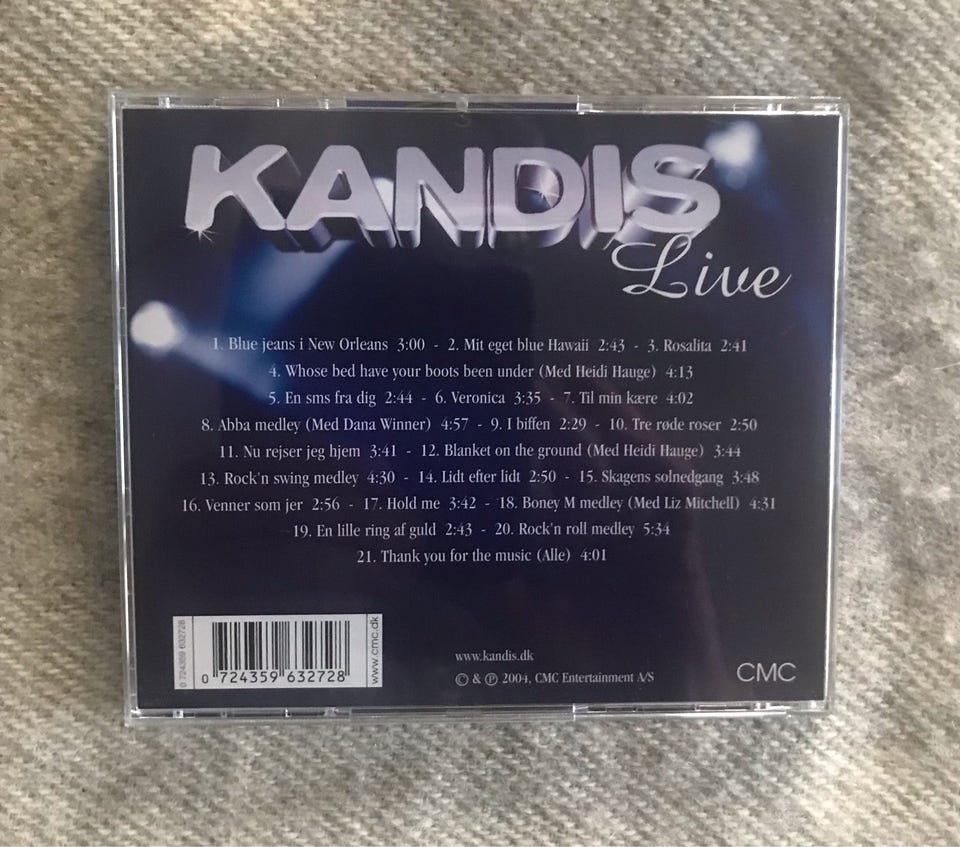 KANDIS
Live
1. Blue jeans i New Orleans 3:00 - 2. Mit eget blue Hawaii 2:43 - 3. Rosalita 2:41
4. Whose bed have your boots been under (Med Heidi Hauge) 4:13
5. En sms fra dig 2:44 - 6. Veronica 3:35 - 7. Til min kære 4:02
8. Abba medley (Med Dana Winner) 4:57 - 9. I biffen 2:29 - 10. Tre røde roser 2:50
11. Nu rejser jeg hjem 3:41 - 12. Blanket on the ground (Med Heidi Hauge) 3:44
13. Rock'n swing medley 4:30 - 14. Lidt efter lidt 2:50 - 15. Skagens solnedgang 3:48
16. Venner som jer 2:56 - 17. Hold me 3:42 - 18. Boney M medley (Med Liz Mitchell) 4:31
19. En lille ring af guld 2:43 - 20. Rock'n roll medley 5:34
21. Thank you for the music (Alle) 4:01
0 724359 632728
0 724359 632728
www.cmc.dk
www.kandis.dk
© & ℗ 2004, CMC Entertainment A/S
CMC